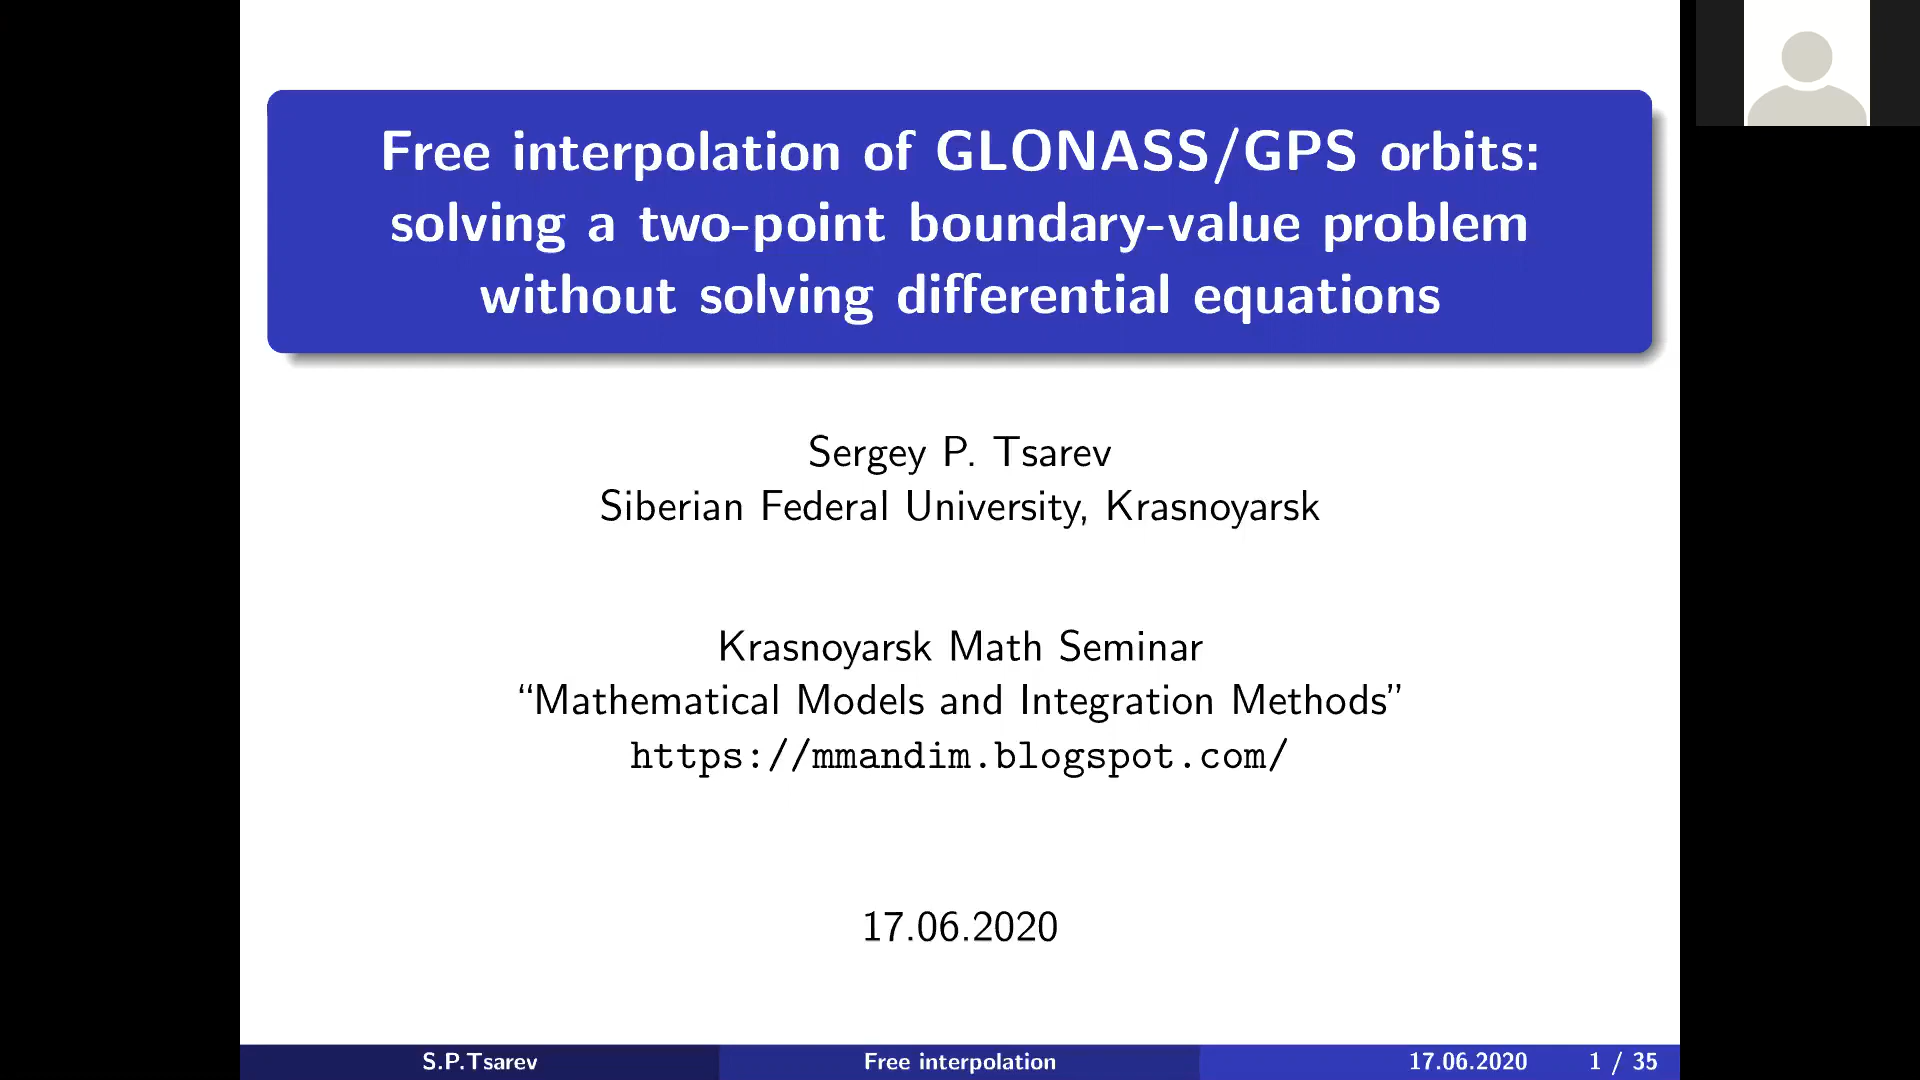 Free interpolation of GLONASS/GPS orbits:
solving a two-point boundary-value problem
without solving differential equations
Sergey P. Tsarev
Siberian Federal University, Krasnoyarsk
Krasnoyarsk Math Seminar
“Mathematical Models and Integration Methods”
https://mmandim.blogspot.com/
17.06.2020
S.P.Tsarev Free interpolation 17.06.2020 1 / 35